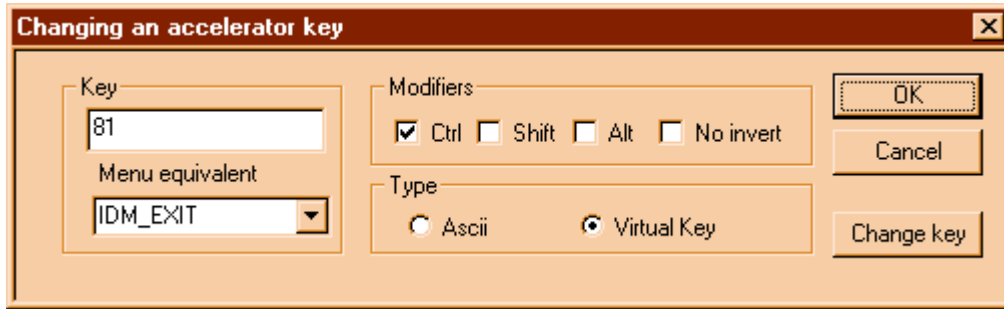 Changing an accelerator key
Key
81
Menu equivalent
IDM_EXIT
Modifiers
Ctrl Shift Alt No invert
Type
Ascii Virtual Key
OK
Cancel
Change key